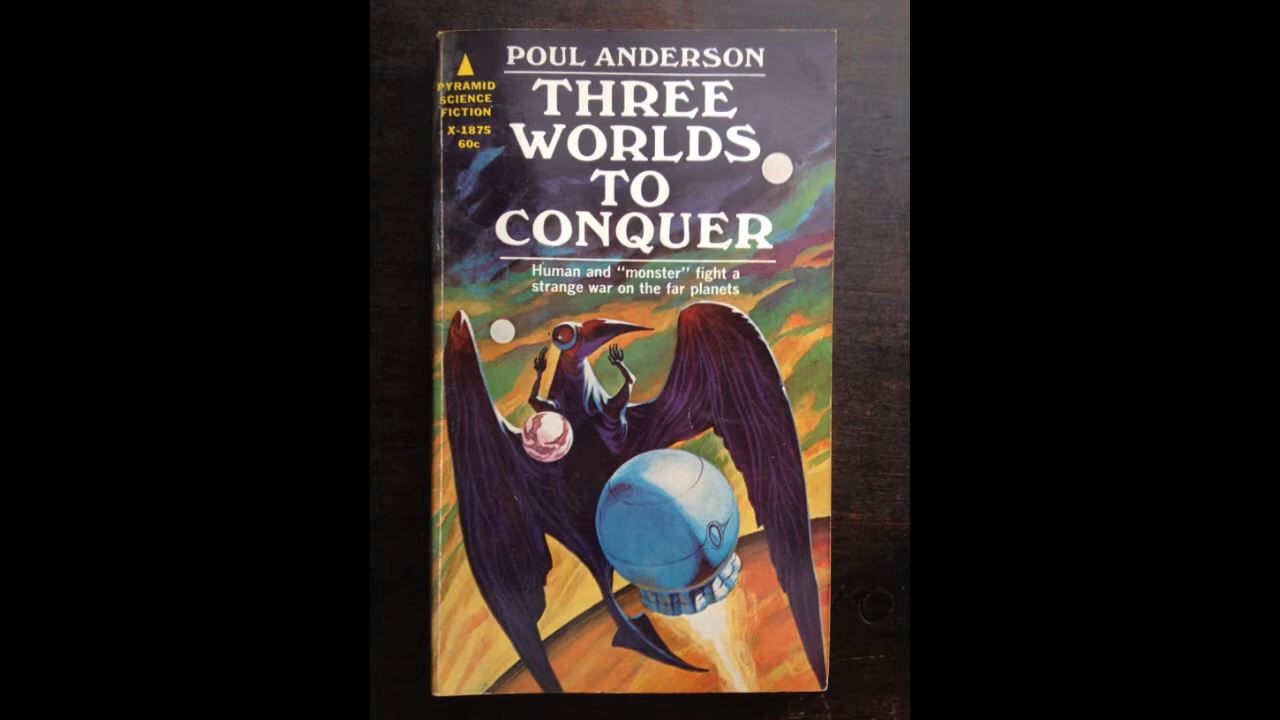 POUL ANDERSON
THREE
WORLDS
TO
CONQUER
Human and "monster" fight a
strange war on the far planets
PYRAMID
SCIENCE
FICTION
X-1875
60c